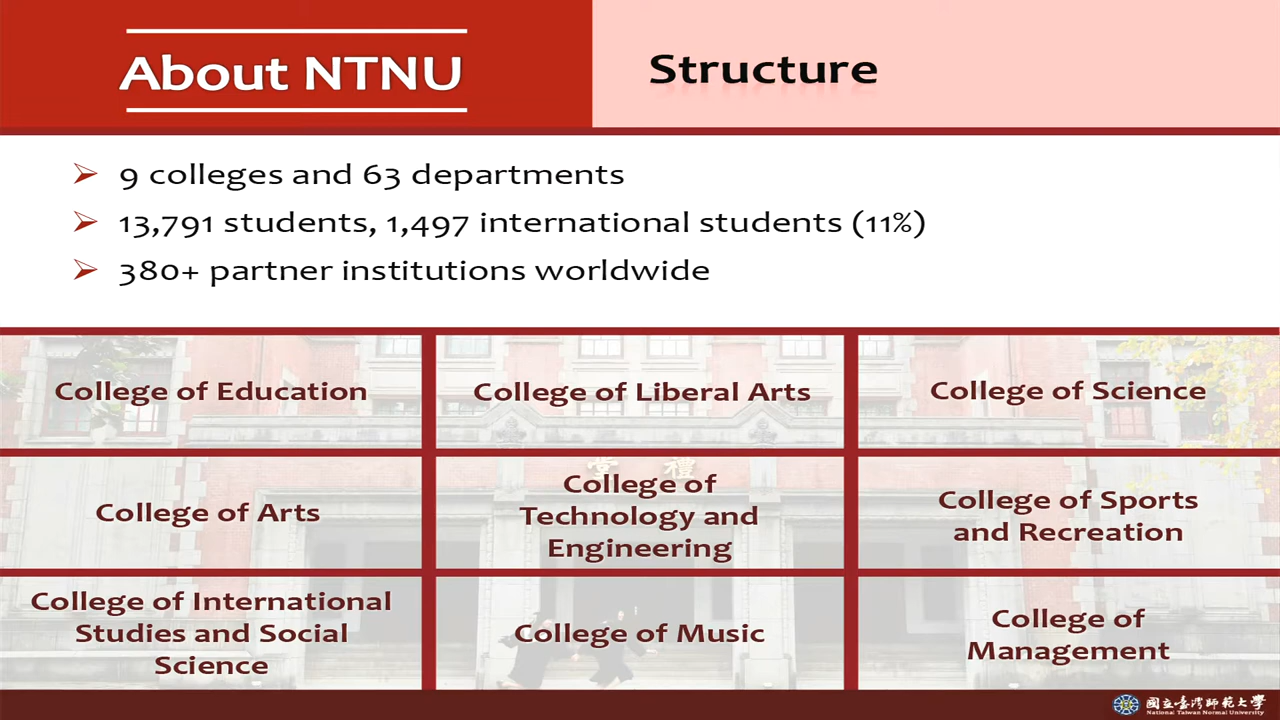 About NTNU
Structure
9 colleges and 63 departments
13,791 students, 1,497 international students (11%)
380+ partner institutions worldwide
College of Education
College of Liberal Arts
College of Science
College of Arts
堂 禮
College of
Technology and
Engineering
College of Sports
and Recreation
College of International
Studies and Social
Science
College of Music
College of
Management
國立臺灣師範大學
National Taiwan Normal University